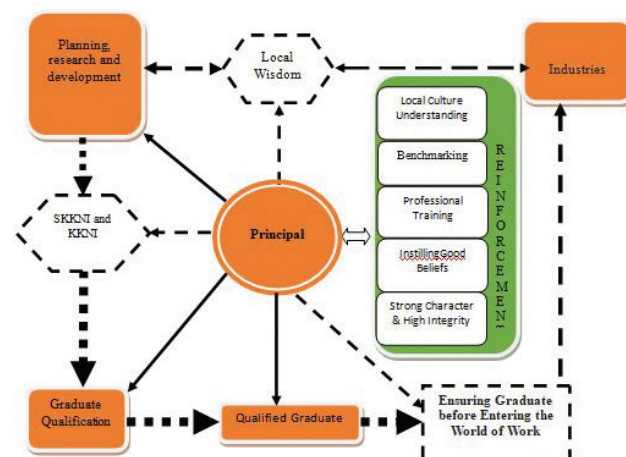 Planning,
research and
development
Local
Wisdom
Industries
Local Culture
Understanding
Benchmarking
Professional
Training
InstillingGood
Beliefs
Strong Character
& High Integrity
REINFORCEMENT
SKKNI and
KKNI
Principal
Graduate
Qualification
Qualified Graduate
Ensuring Graduate
before Entering the
World of Work